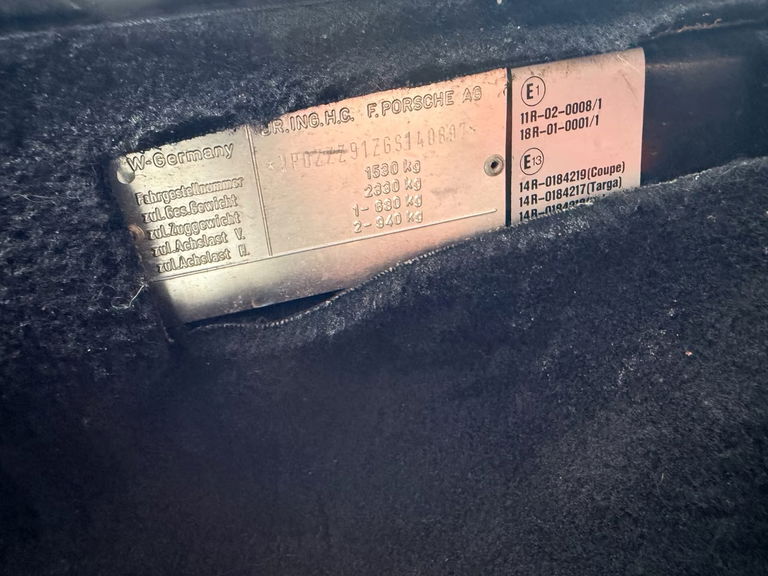 W-Germany
DR.ING.H.C. F.PORSCHE AG
Fahrgestellnummer
zul.Ges.Gewicht 1530 kg
zul.Zuggewicht 2330 kg
zul.Achslast V. 1- 630 kg
zul.Achslast H. 2- 940 kg
E1
11R-02-0008/1
18R-01-0001/1
E13
14R-0184219(Coupe)
14R-0184217(Targa)